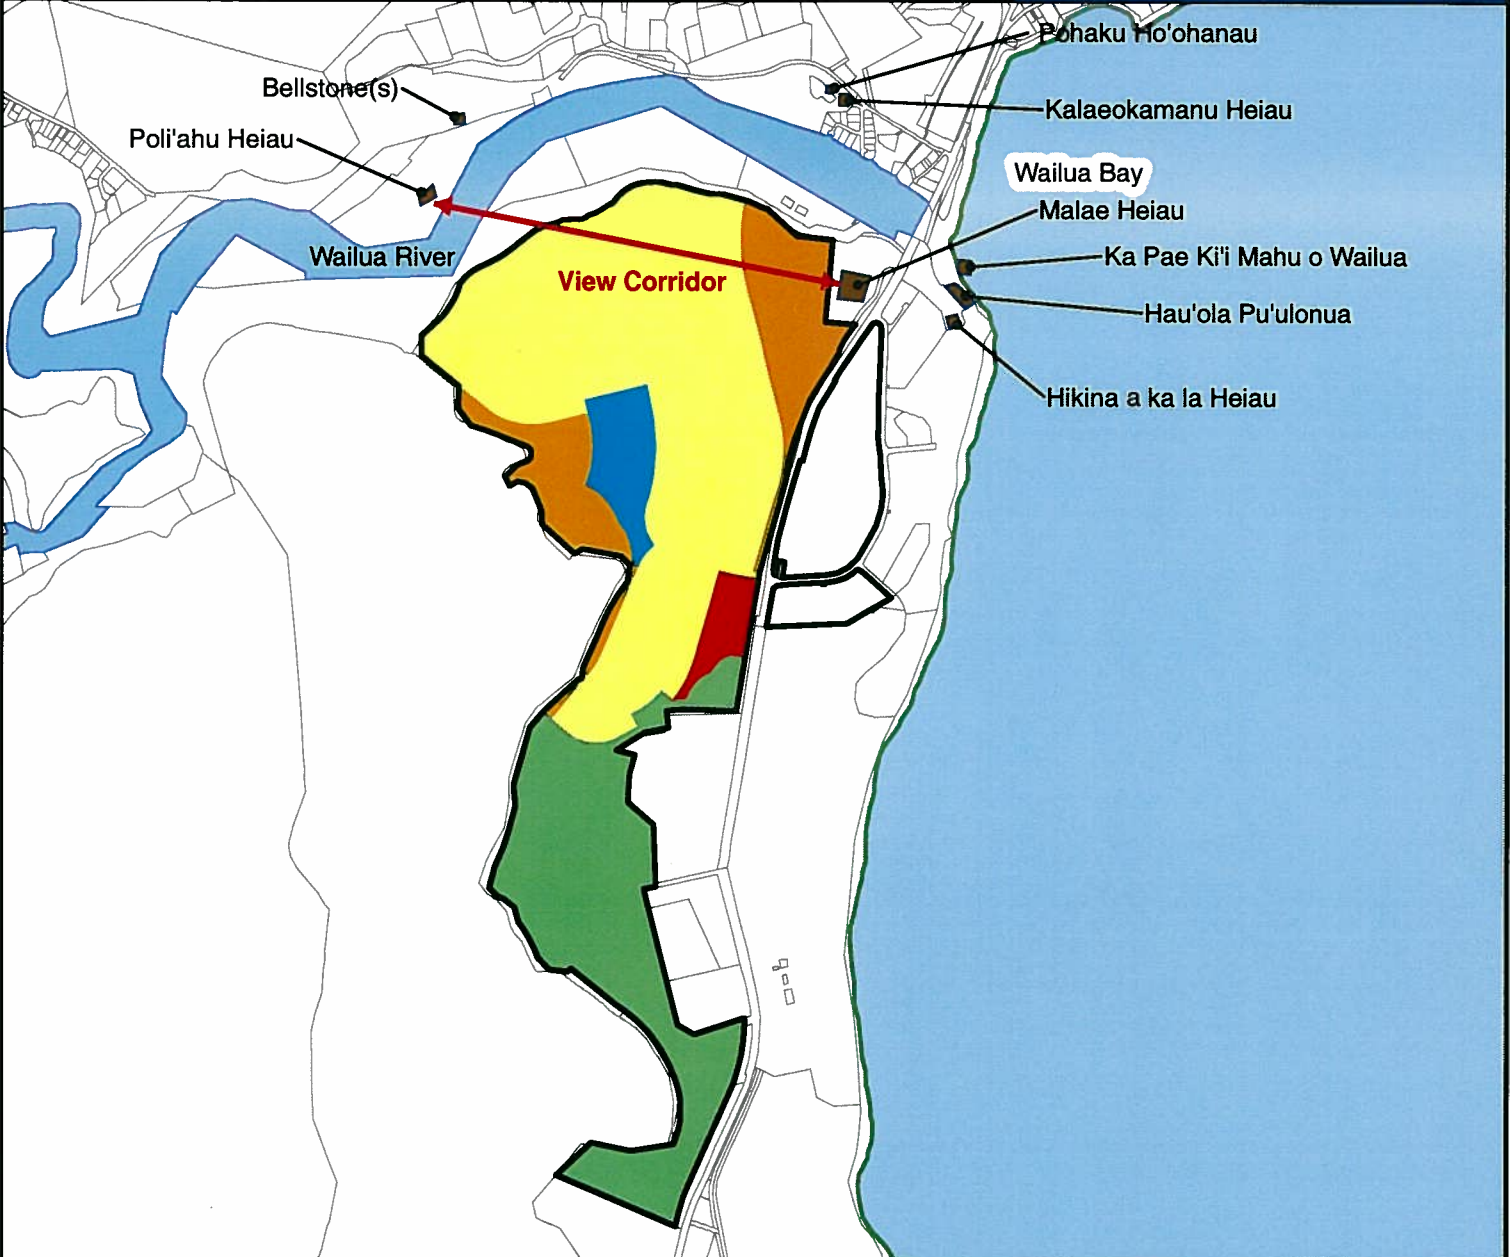 Pohaku Ho'ohanau
Bellstone(s)
Kalaeokamanu Heiau
Poli'ahu Heiau
Wailua Bay
Malae Heiau
Wailua River
Ka Pae Ki'i Mahu o Wailua
View Corridor
Hau'ola Pu'ulonua
Hikina a ka la Heiau